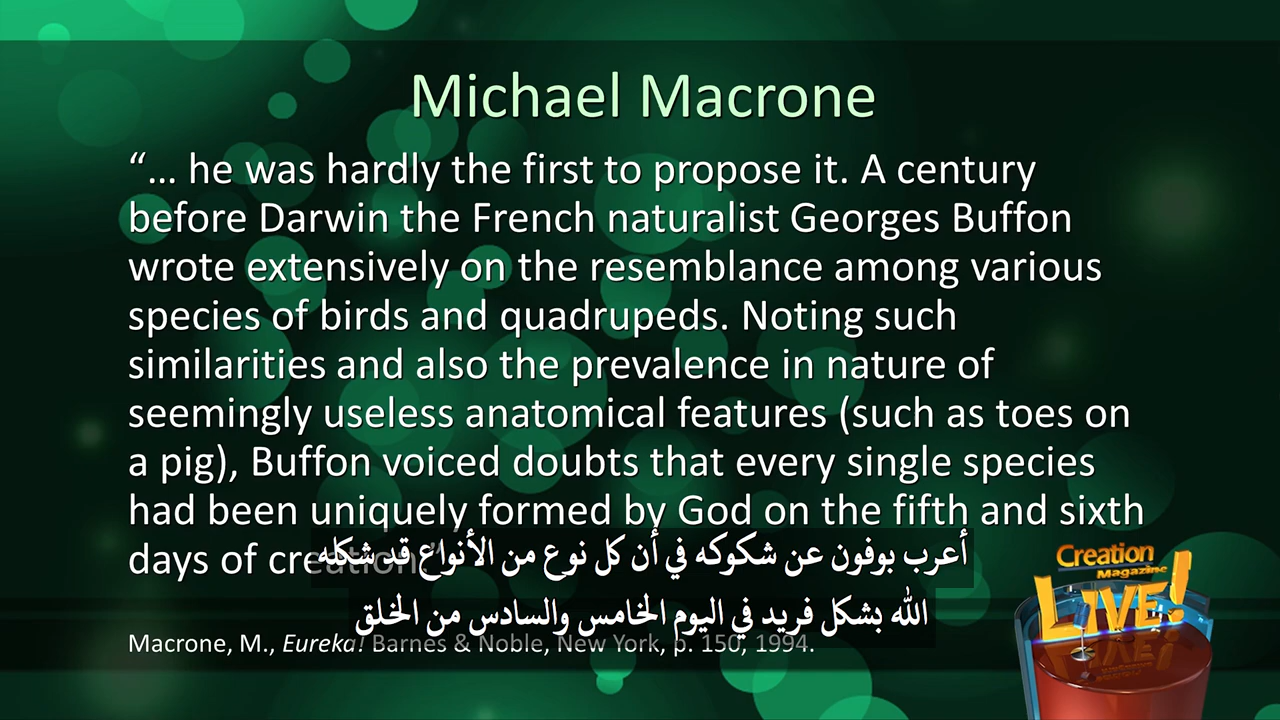 Michael Macrone
“… he was hardly the first to propose it. A century
before Darwin the French naturalist Georges Buffon
wrote extensively on the resemblance among various
species of birds and quadrupeds. Noting such
similarities and also the prevalence in nature of
seemingly useless anatomical features (such as toes on
a pig), Buffon voiced doubts that every single species
had been uniquely formed by God on the fifth and sixth
days of creation.”
أعرب بوفون عن شكوكه في أن كل نوع من الأنواع قد شكله
الله بشكل فريد في اليوم الخامس والسادس من الخلق
Macrone, M., Eureka! Barnes & Noble, New York, p. 150, 1994.
Creation
Magazine
LIVE!